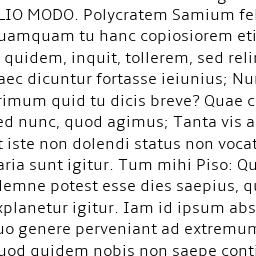 LIO MODO. Polycratem Samium fel
uamquam tu hanc copiosiorem eti
quidem, inquit, tollerem, sed reli
aec dicuntur fortasse ieiunius; Nu
rimum quid tu dicis breve? Quae c
ed nunc, quod agimus; Tanta vis a
t iste non dolendi status non vocat
aria sunt igitur. Tum mihi Piso: Qu
lemne potest esse dies saepius, qu
xplanetur igitur. Iam id ipsum abs
uo genere perveniant ad extremum
uod quidem nobis non saepe conti